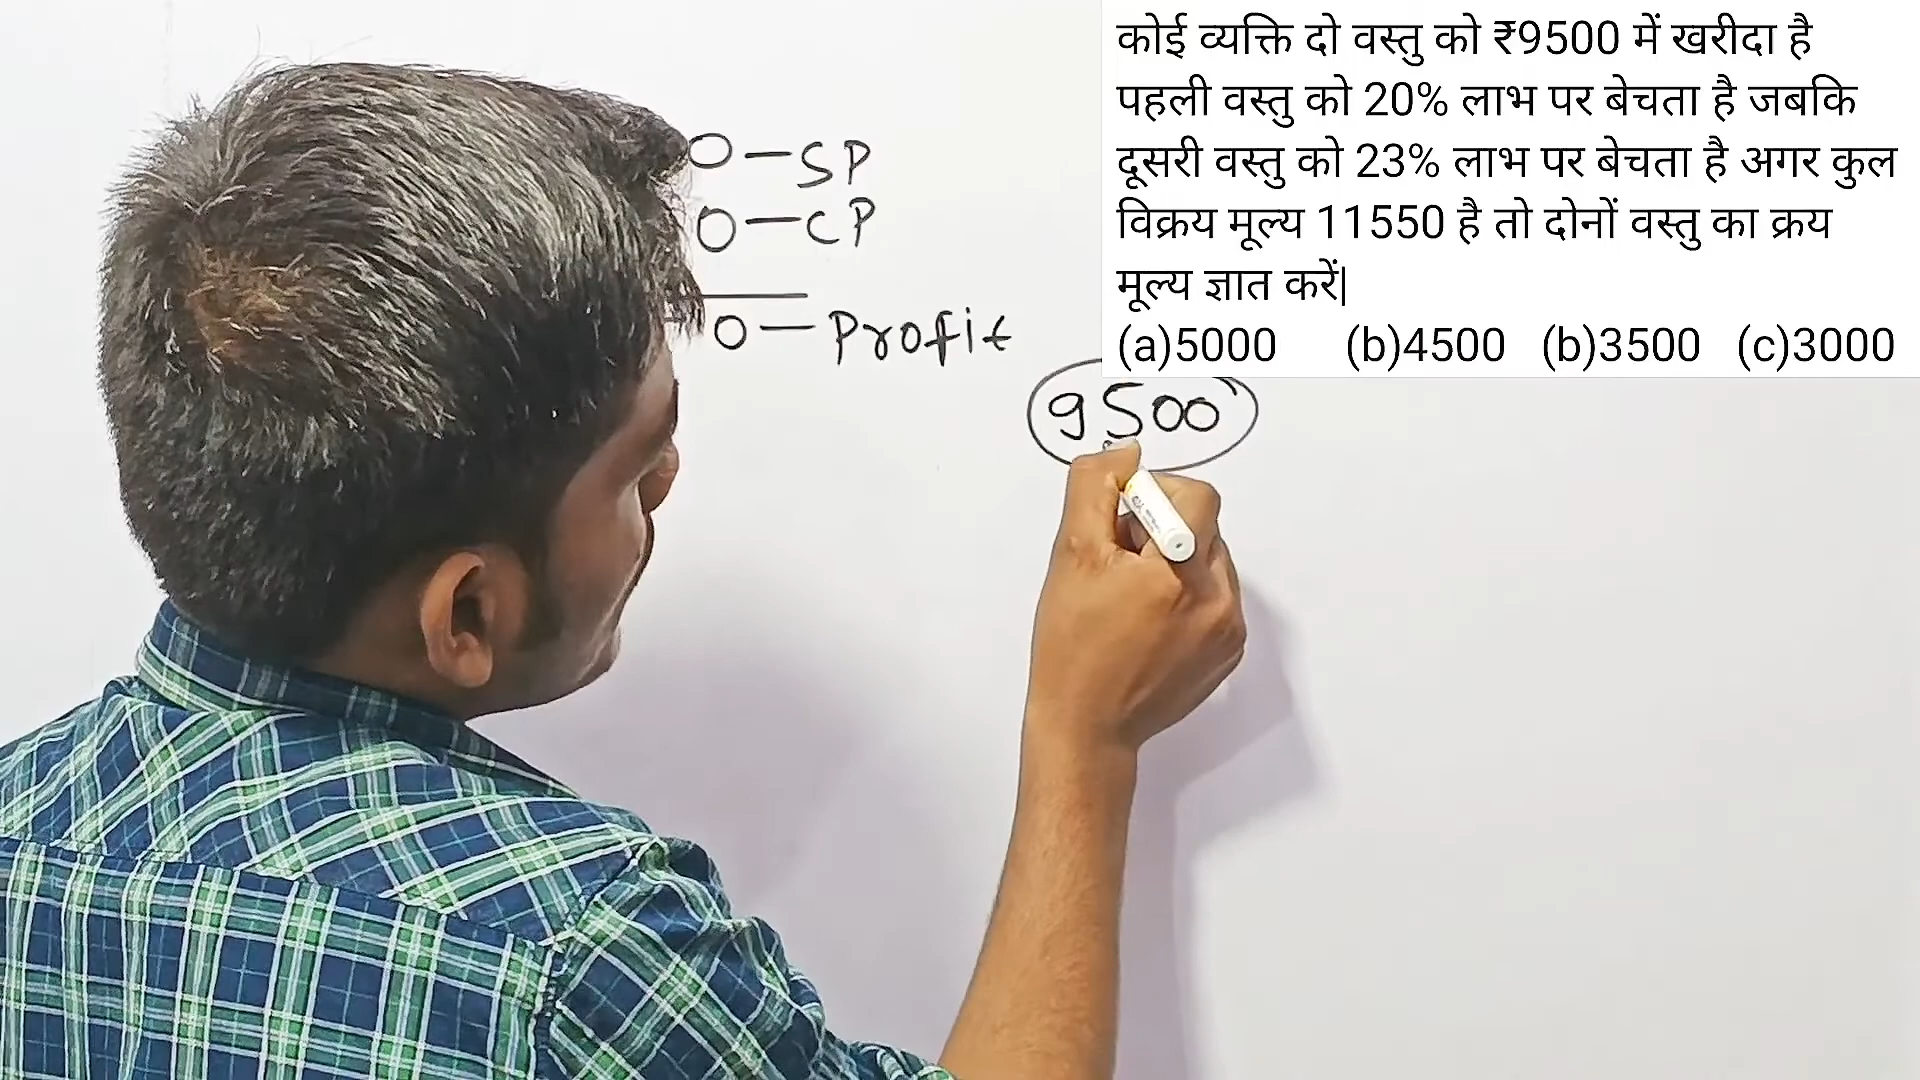 कोई व्यक्ति दो वस्तु को ₹9500 में खरीदा है
पहली वस्तु को 20% लाभ पर बेचता है जबकि
दूसरी वस्तु को 23% लाभ पर बेचता है अगर कुल
विक्रय मूल्य 11550 है तो दोनों वस्तु का क्रय
मूल्य ज्ञात करें|
(a)5000 (b)4500 (b)3500 (c)3000
0 — SP
0 — CP
0 — Profit
9500